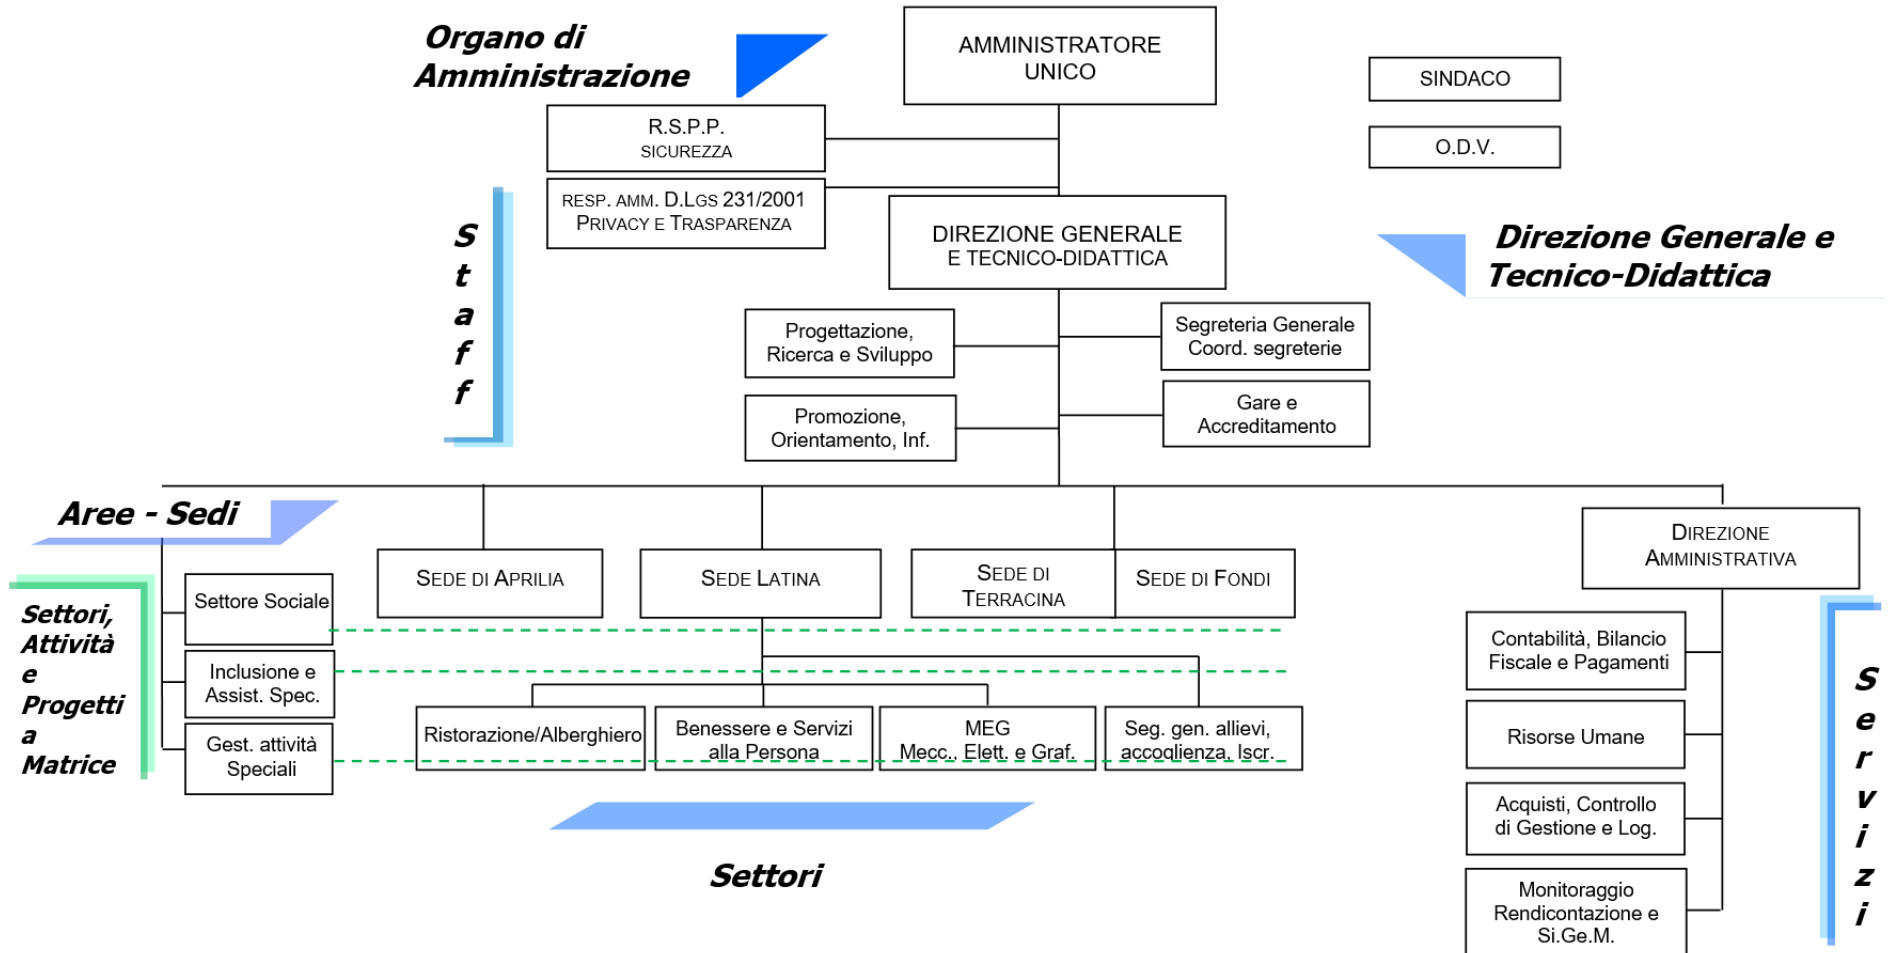 Organo di
Amministrazione
AMMINISTRATORE
UNICO
SINDACO
O.D.V.
R.S.P.P.
SICUREZZA
RESP. AMM. D.LGS 231/2001
PRIVACY E TRASPARENZA
Staff
DIREZIONE GENERALE
E TECNICO-DIDATTICA
Direzione Generale e
Tecnico-Didattica
Progettazione,
Ricerca e Sviluppo
Segreteria Generale
Coord. segreterie
Promozione,
Orientamento, Inf.
Gare e
Accreditamento
Aree - Sedi
SEDE DI APRILIA
SEDE LATINA
SEDE DI
TERRACINA
SEDE DI FONDI
DIREZIONE
AMMINISTRATIVA
Settori,
Attività
e
Progetti
a
Matrice
Settore Sociale
Inclusione e
Assist. Spec.
Gest. attività
Speciali
Ristorazione/Alberghiero
Benessere e Servizi
alla Persona
MEG
Mecc., Elett. e Graf.
Seg. gen. allievi,
accoglienza, Iscr.
Settori
Contabilità, Bilancio
Fiscale e Pagamenti
Risorse Umane
Acquisti, Controllo
di Gestione e Log.
Monitoraggio
Rendicontazione e
Si.Ge.M.
Servizi